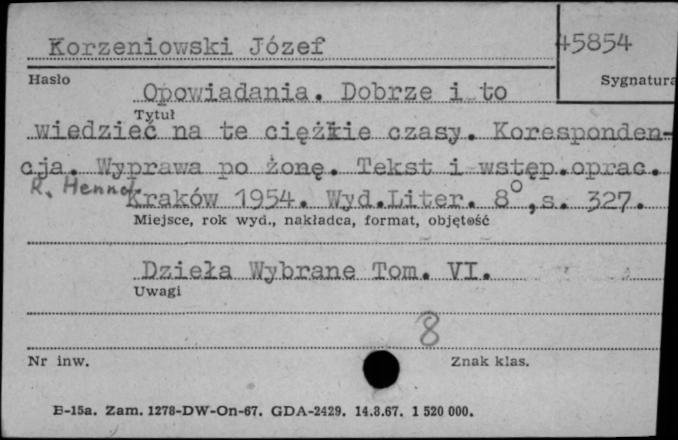 Korzeniowski Józef
45854
Hasło
Sygnatura
Opowiadania. Dobrze i to
Tytuł
wiedzieć na te ciężkie czasy. Koresponden-
cja. Wyprawa po żonę. Tekst i wstęp.oprac.
R. Hennel.
Kraków 1954. Wyd.Liter. 8°,s. 327.
Miejsce, rok wyd., nakładca, format, objętość
Dzieła Wybrane Tom. VI.
Uwagi
8
Nr inw.
Znak klas.
E-15a. Zam. 1278-DW-On-67. GDA-2429. 14.8.67. 1 520 000.